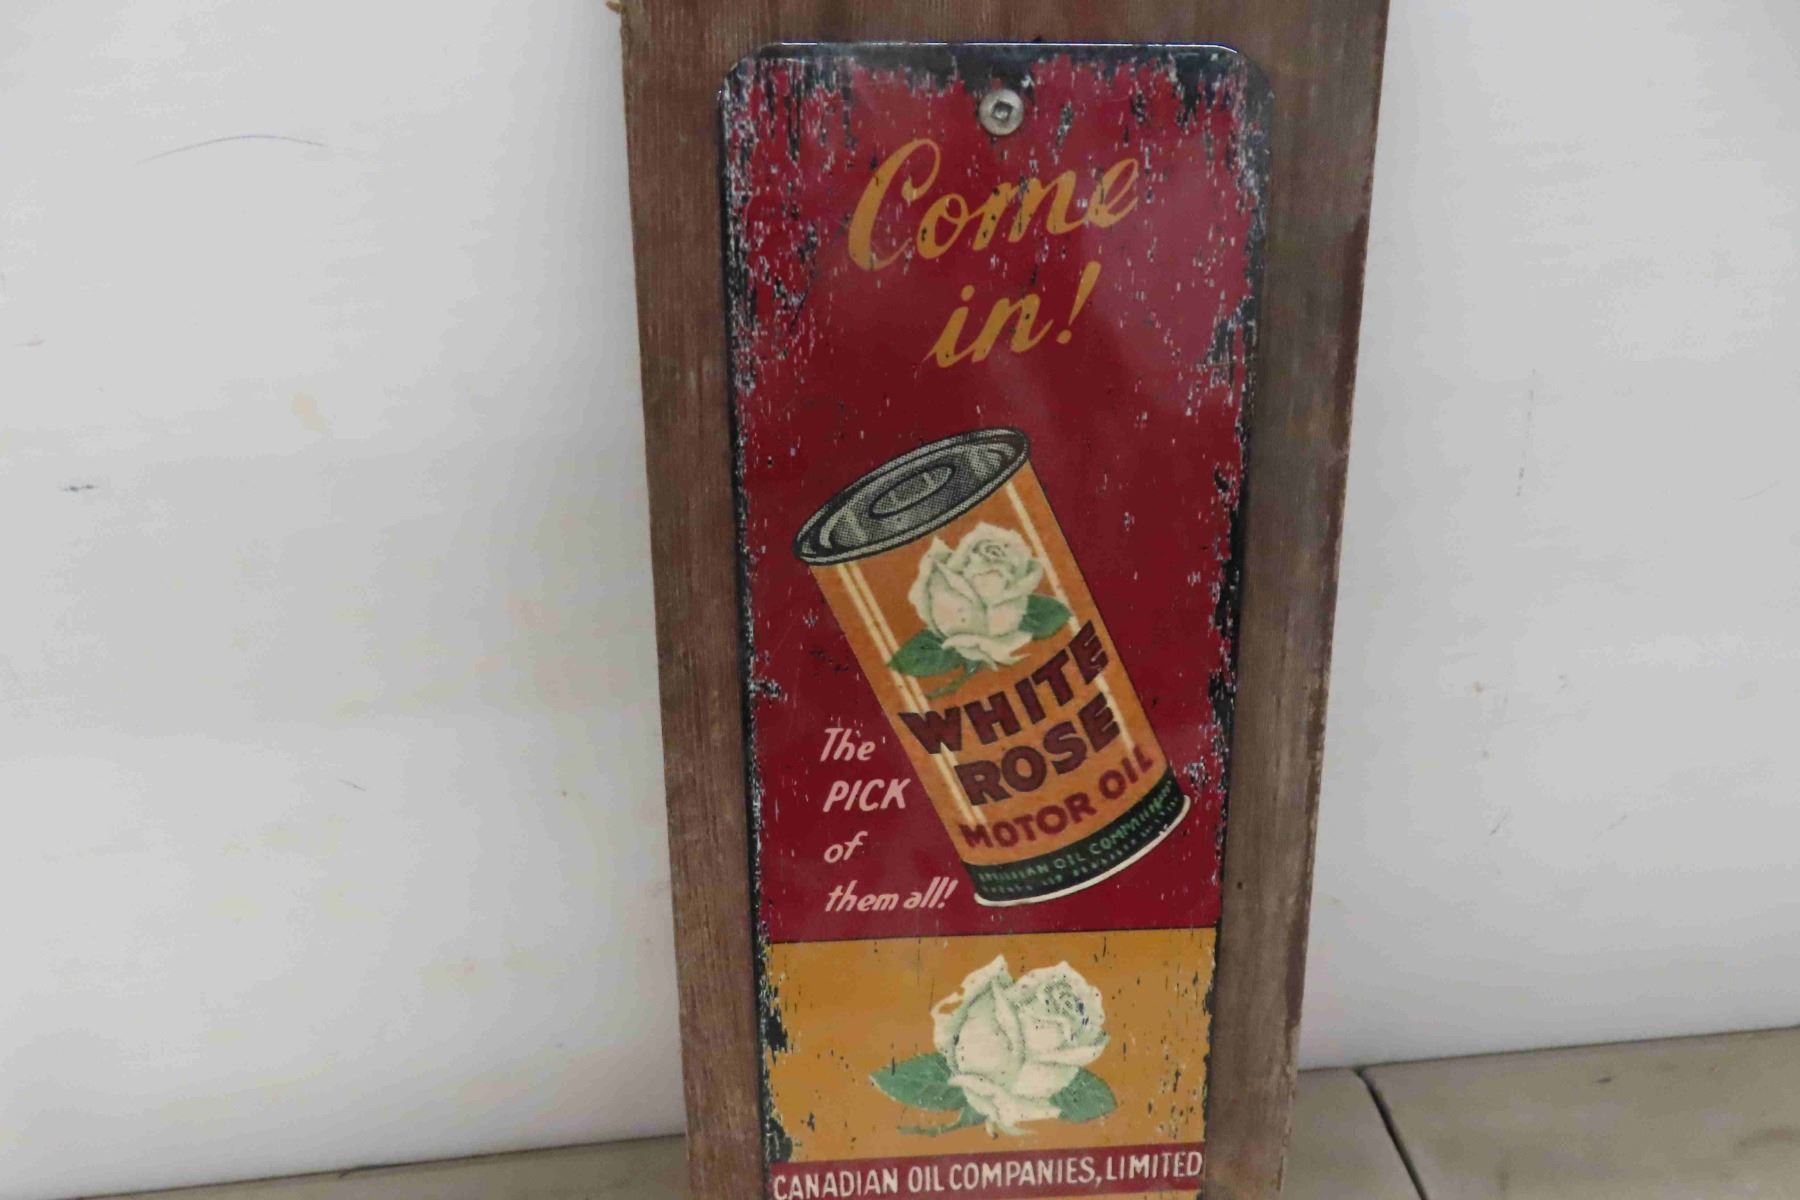 Come
in!
WHITE
ROSE
MOTOR OIL
The
PICK
of
them all!
CANADIAN OIL COMPANIES, LIMITED